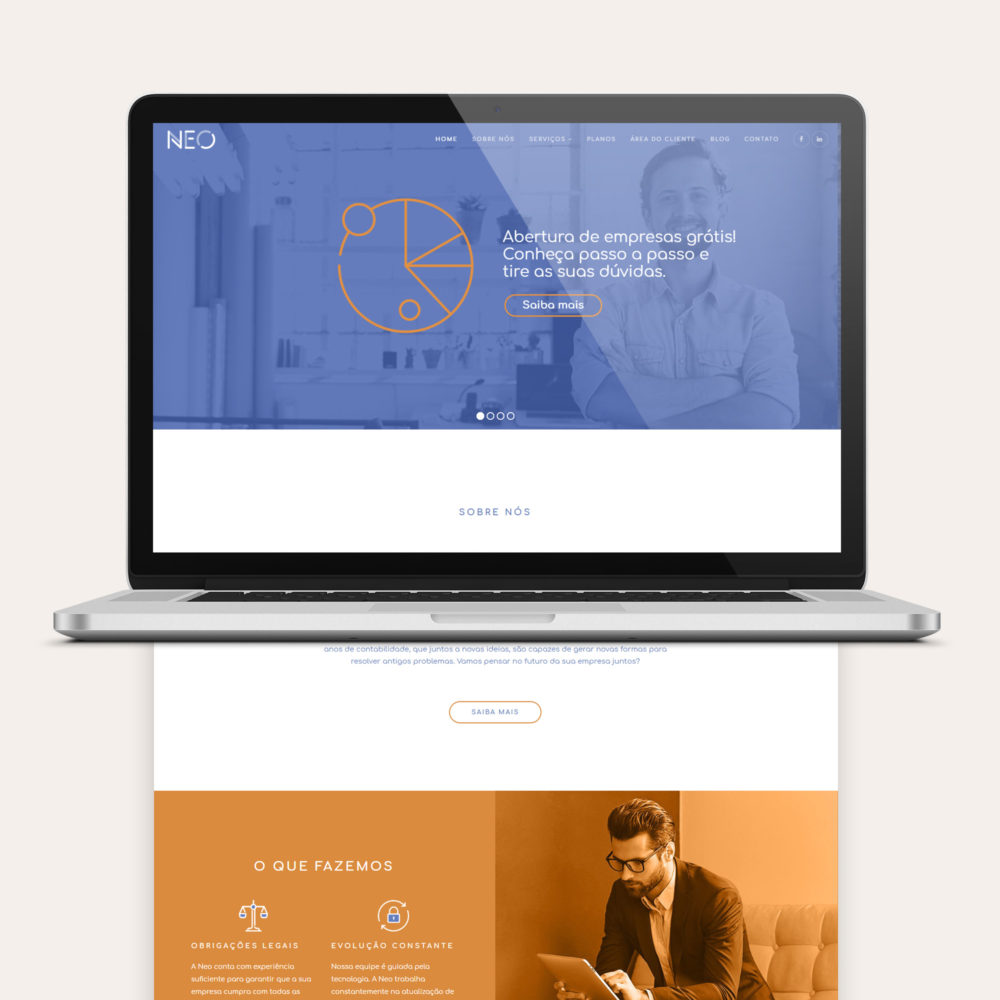 NEO
HOME SOBRE NÓS SERVIÇOS PLANOS ÁREA DO CLIENTE BLOG CONTATO f in
Abertura de empresas grátis!
Conheça passo a passo e
tire as suas dúvidas.
Saiba mais
SOBRE NÓS
anos de contabilidade, que juntos a novas ideias, são capazes de gerar novas formas para
resolver antigos problemas. Vamos pensar no futuro da sua empresa juntos?
SAIBA MAIS
O QUE FAZEMOS
OBRIGAÇÕES LEGAIS
A Neo conta com experiência
suficiente para garantir que a sua
empresa cumpra com todas as
EVOLUÇÃO CONSTANTE
Nossa equipe é guiada pela
tecnologia. A Neo trabalha
constantemente na atualização de